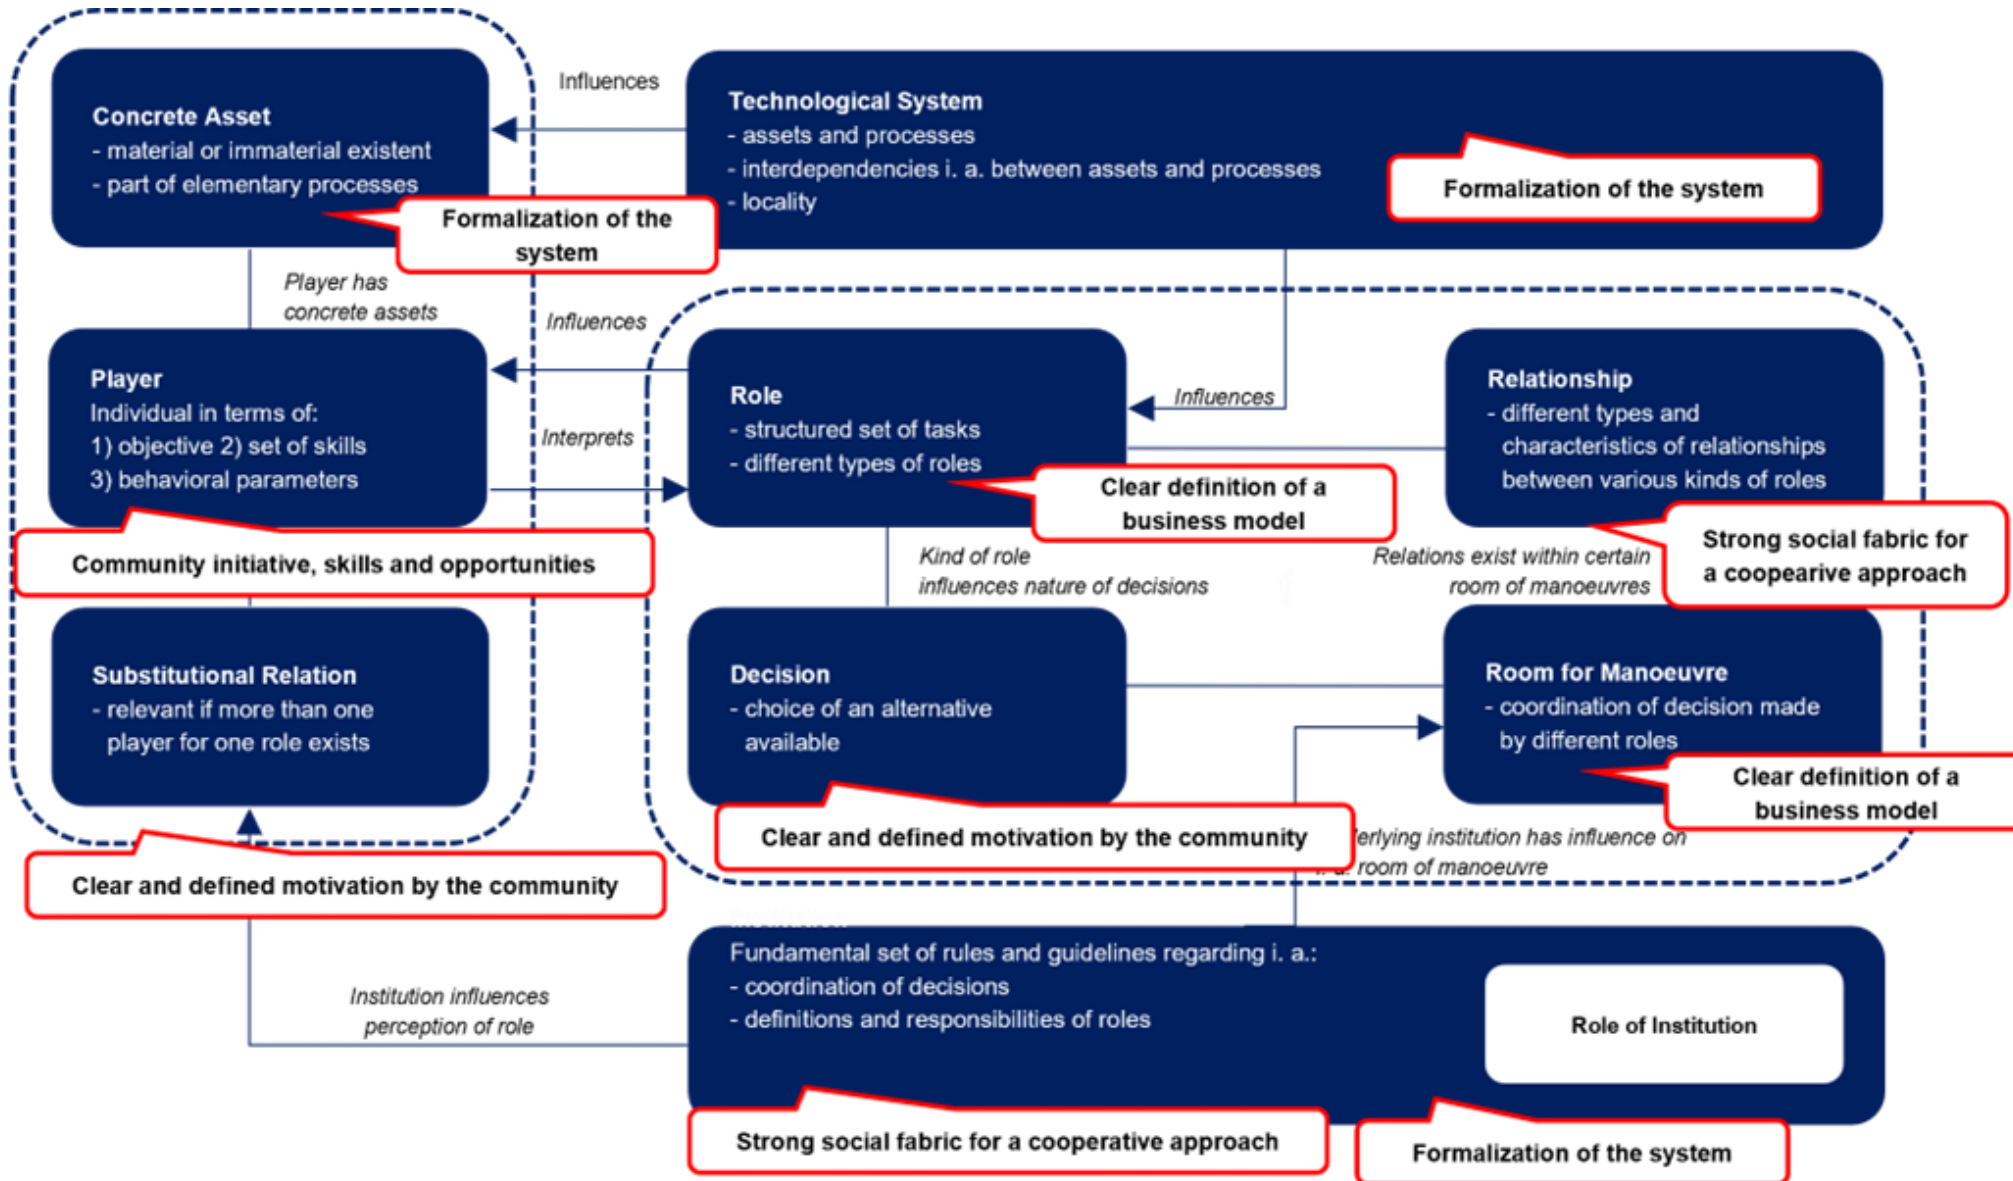 Concrete Asset
- material or immaterial existent
- part of elementary processes
Formalization of the
system
Influences
Technological System
- assets and processes
- interdependencies i. a. between assets and processes
- locality
Formalization of the system
Player has
concrete assets
Influences
Player
Individual in terms of:
1) objective 2) set of skills
3) behavioral parameters
Community initiative, skills and opportunities
Interprets
Role
- structured set of tasks
- different types of roles
Clear definition of a
business model
Influences
Relationship
- different types and
characteristics of relationships
between various kinds of roles
Strong social fabric for
a coopearive approach
Kind of role
influences nature of decisions
Relations exist within certain
room of manoeuvres
Substitutional Relation
- relevant if more than one
player for one role exists
Clear and defined motivation by the community
Decision
- choice of an alternative
available
Clear and defined motivation by the community
Room for Manoeuvre
- coordination of decision made
by different roles
Clear definition of a
business model
institution has influence on
room of manoeuvre
Institution influences
perception of role
Fundamental set of rules and guidelines regarding i. a.:
- coordination of decisions
- definitions and responsibilities of roles
Role of Institution
Strong social fabric for a cooperative approach
Formalization of the system